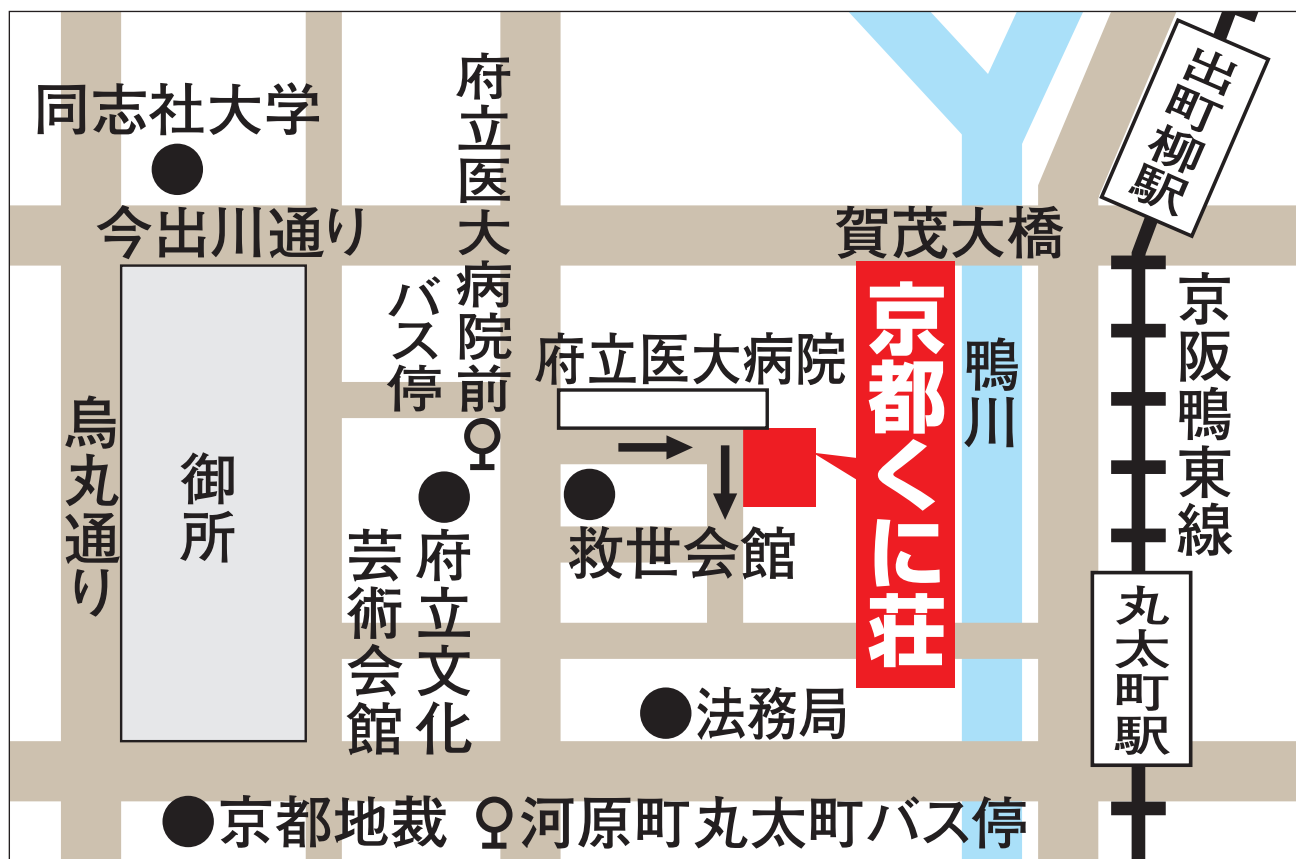 同志社大学
今出川通り
府立医大病院前
バス停
賀茂大橋
出町柳駅
京阪鴨東線
京都くに荘
鴨川
府立医大病院
烏丸通り
御所
救世会館
府立文化
芸術会館
丸太町駅
法務局
京都地裁
河原町丸太町バス停